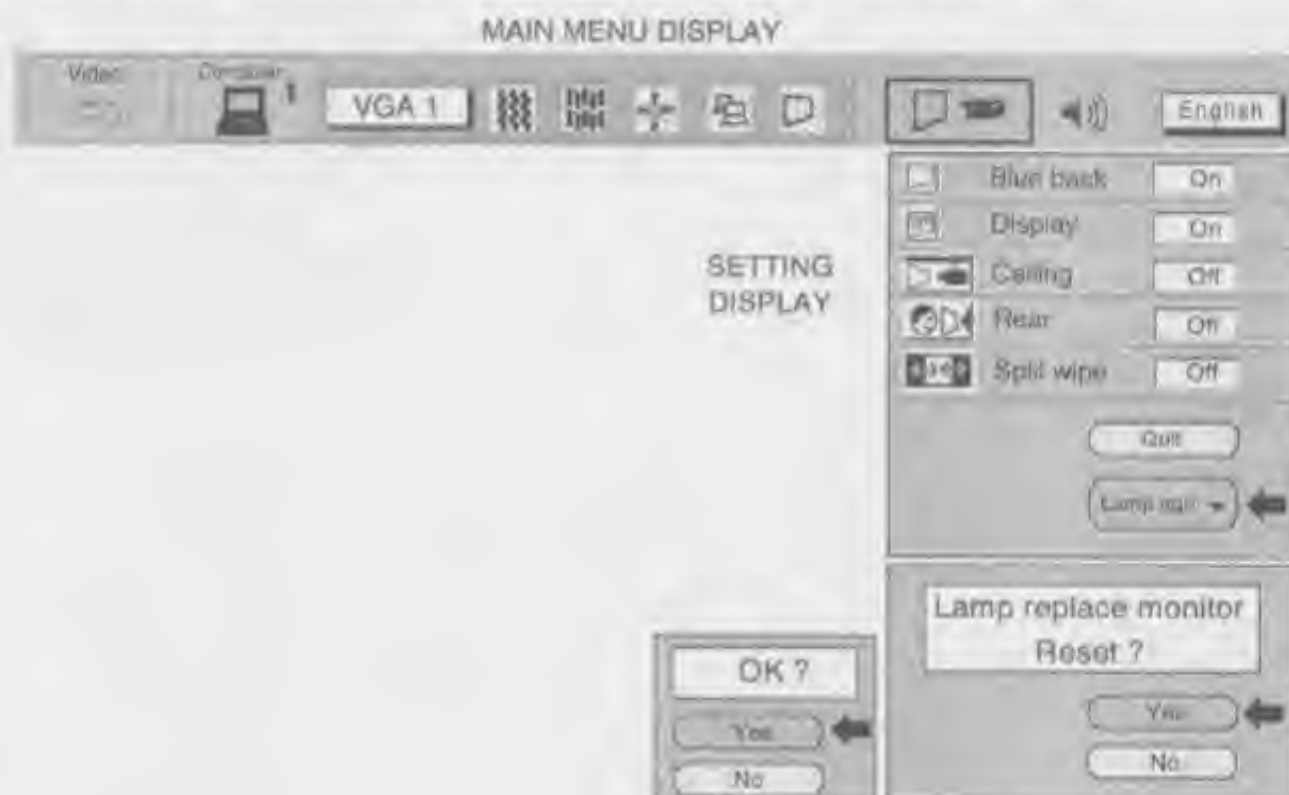 MAIN MENU DISPLAY
Video
Computer 1
VGA 1
English
Blue back On
Display On
SETTING
DISPLAY
Ceiling Off
Rear Off
Split wipe Off
Quit
Lamp
Lamp replace monitor
Reset ?
OK ?
Yes
No
Yes
No